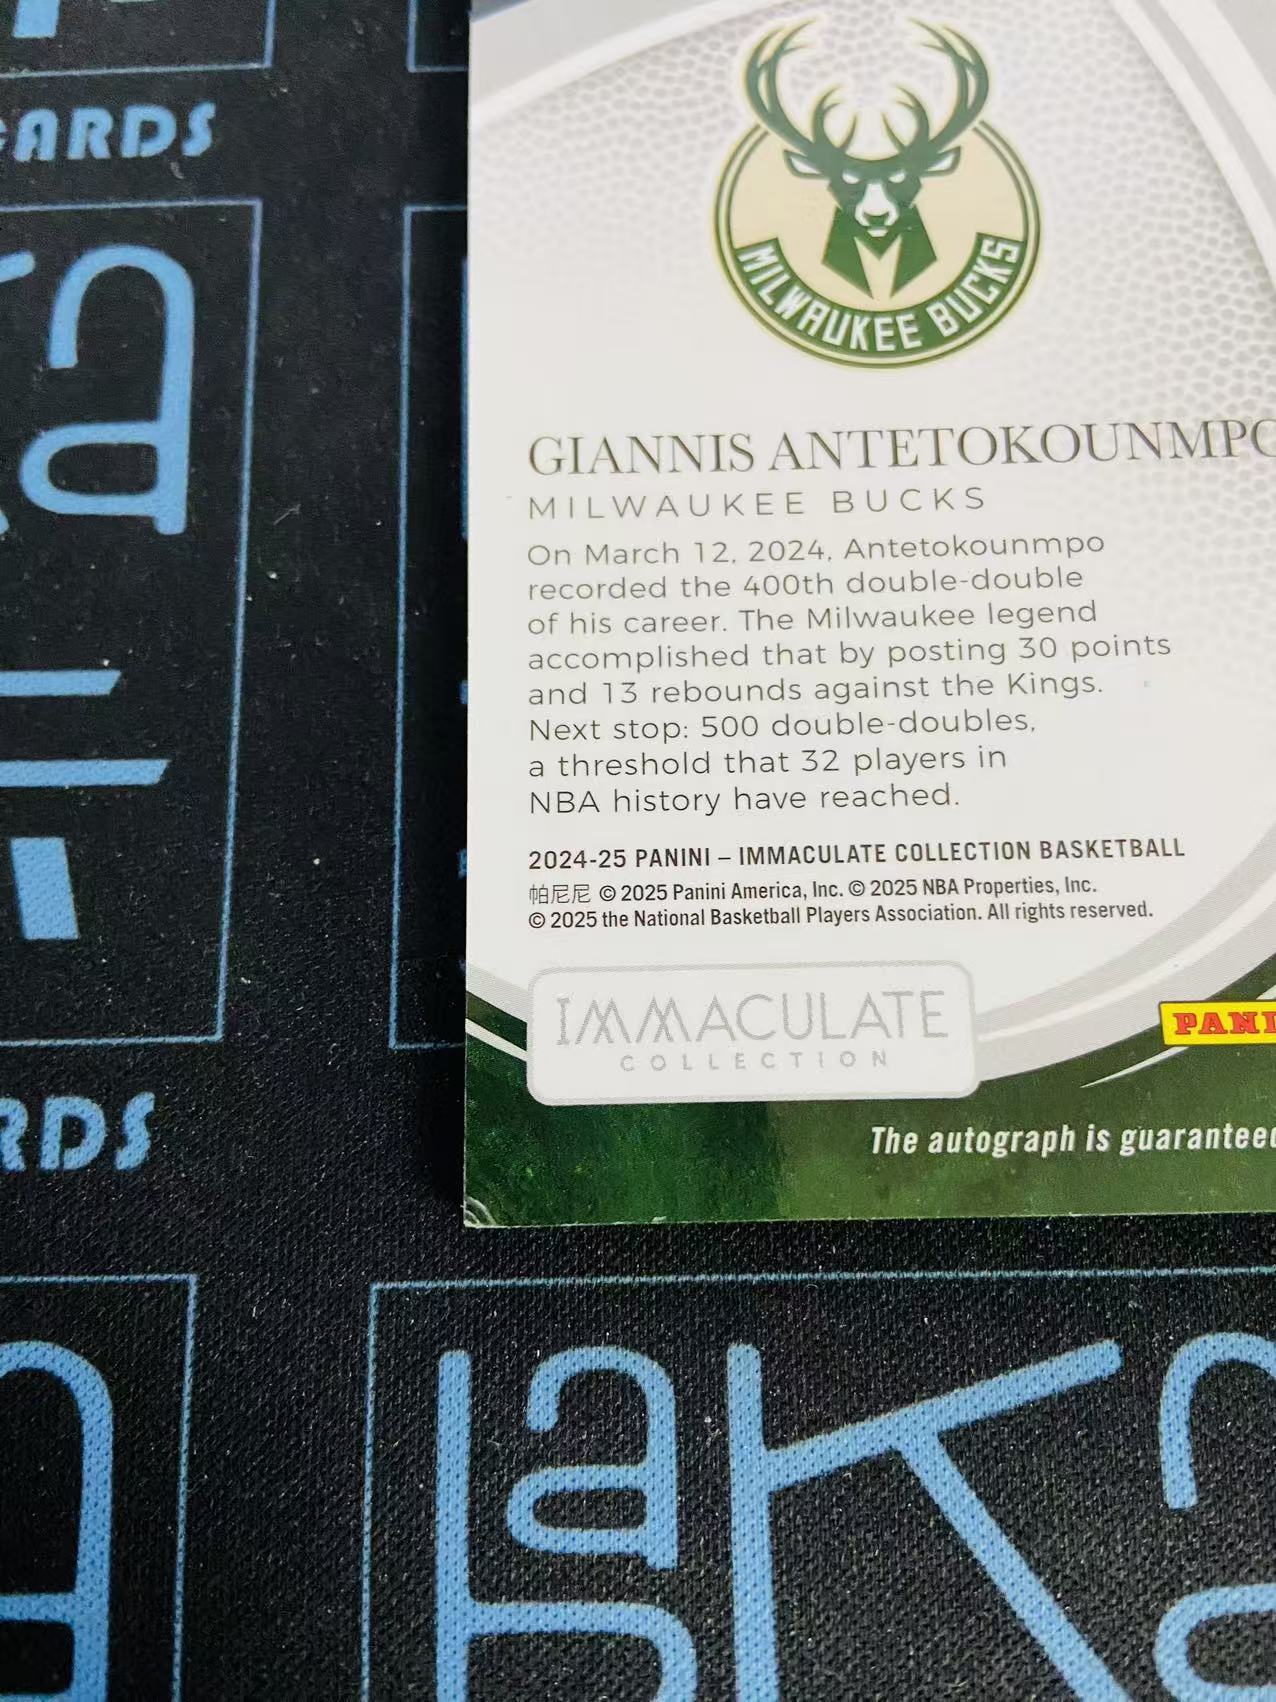 CARDS
MILWAUKEE BUCKS
GIANNIS ANTETOKOUNMPO
MILWAUKEE BUCKS
On March 12, 2024, Antetokounmpo
recorded the 400th double-double
of his career. The Milwaukee legend
accomplished that by posting 30 points
and 13 rebounds against the Kings.
Next stop: 500 double-doubles,
a threshold that 32 players in
NBA history have reached.
2024-25 PANINI – IMMACULATE COLLECTION BASKETBALL
帕尼尼 © 2025 Panini America, Inc. © 2025 NBA Properties, Inc.
© 2025 the National Basketball Players Association. All rights reserved.
IMMACULATE
COLLECTION
PANI
The autograph is guaranteed
RDS